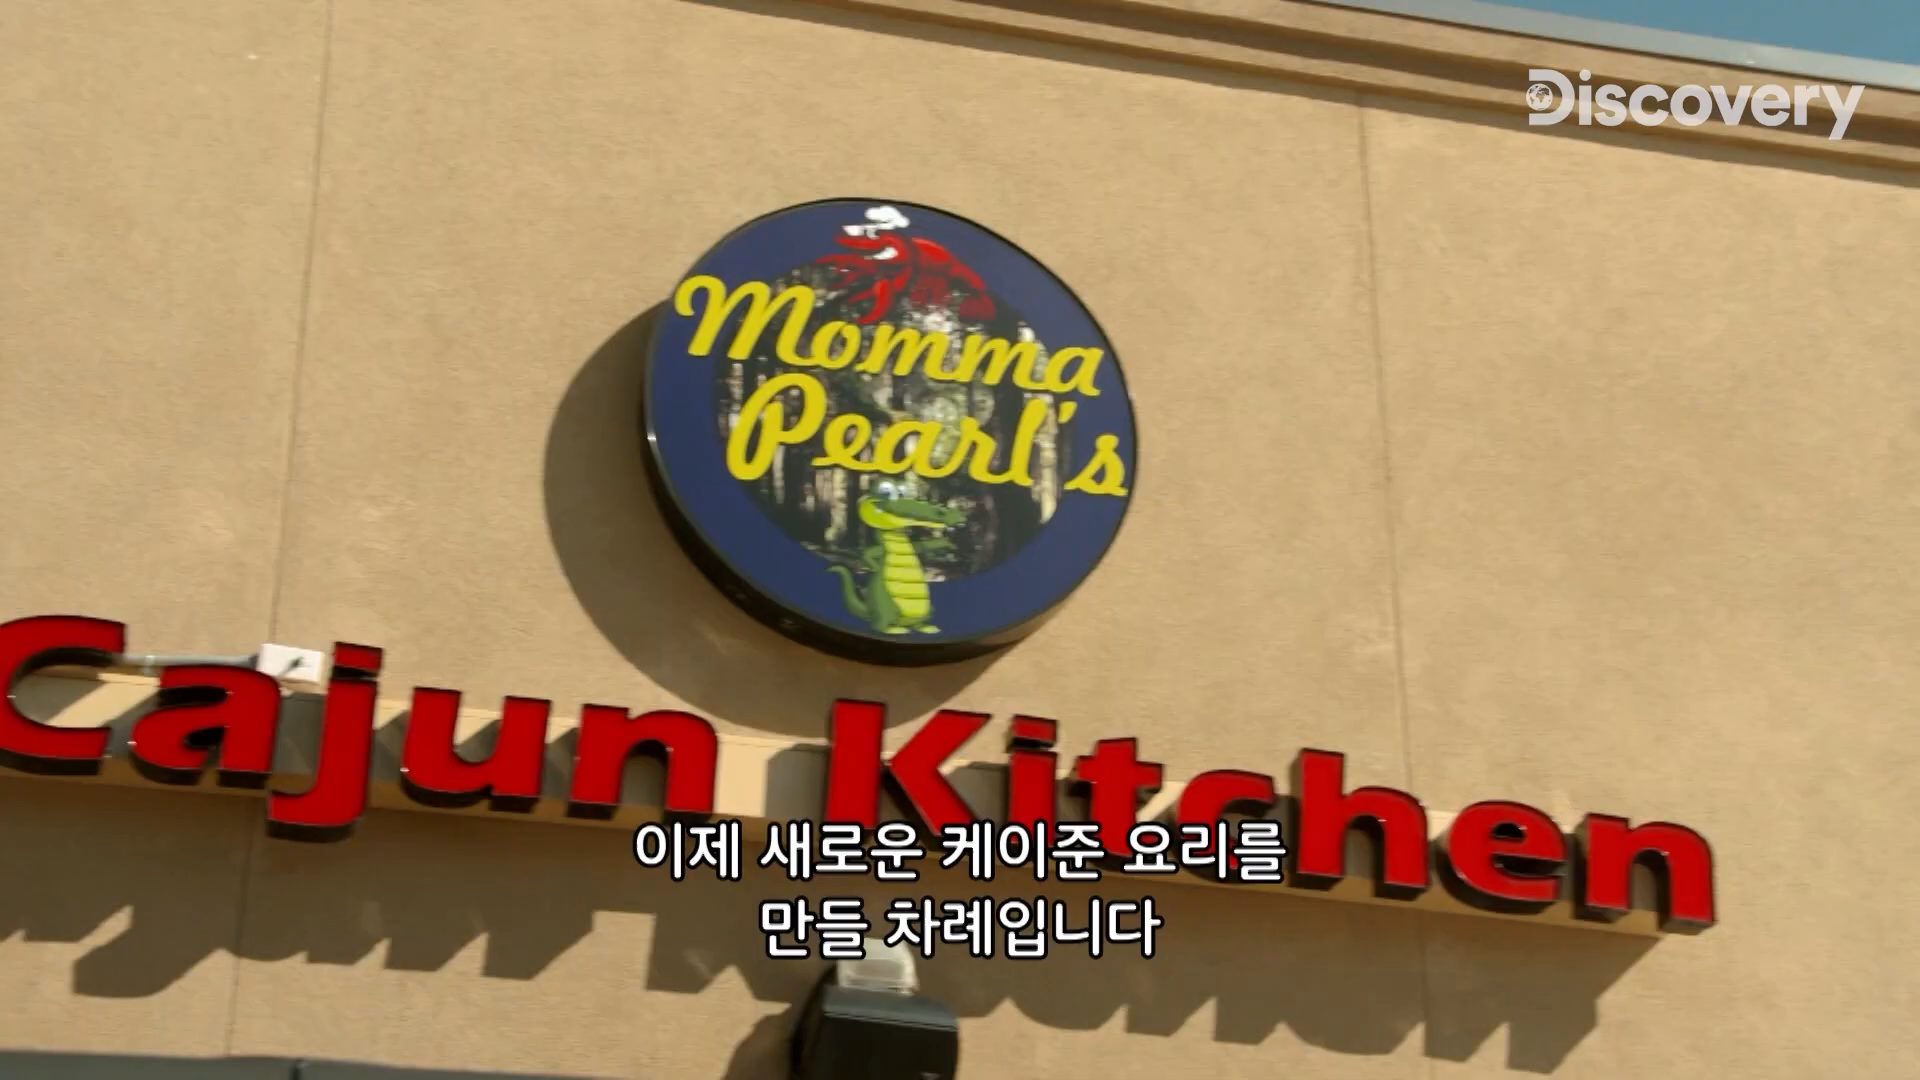 Discovery
Momma
Pearl's
Cajun Kitchen
이제 새로운 케이준 요리를
만들 차례입니다